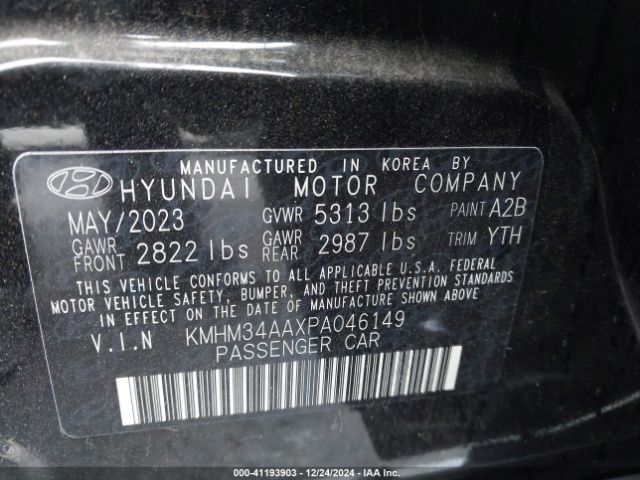 MANUFACTURED IN KOREA BY
HYUNDAI MOTOR COMPANY
MAY/2023 GVWR 5313 lbs PAINT A2B
GAWR FRONT 2822 lbs GAWR REAR 2987 lbs TRIM YTH
THIS VEHICLE CONFORMS TO ALL APPLICABLE U.S.A. FEDERAL
MOTOR VEHICLE SAFETY, BUMPER, AND THEFT PREVENTION STANDARDS
IN EFFECT ON THE DATE OF MANUFACTURE SHOWN ABOVE.
V.I.N KMHM34AAXPA046149
PASSENGER CAR
000-41193903 - 12/24/2024 - IAA Inc.